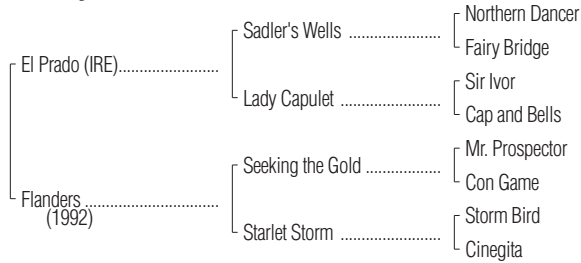 Northern Dancer
Sadler's Wells ....................
Fairy Bridge
El Prado (IRE)......................
Sir Ivor
Lady Capulet ......................
Cap and Bells
Mr. Prospector
Seeking the Gold ................
Con Game
Flanders .............................
(1992)
Storm Bird
Starlet Storm ......................
Cinegita